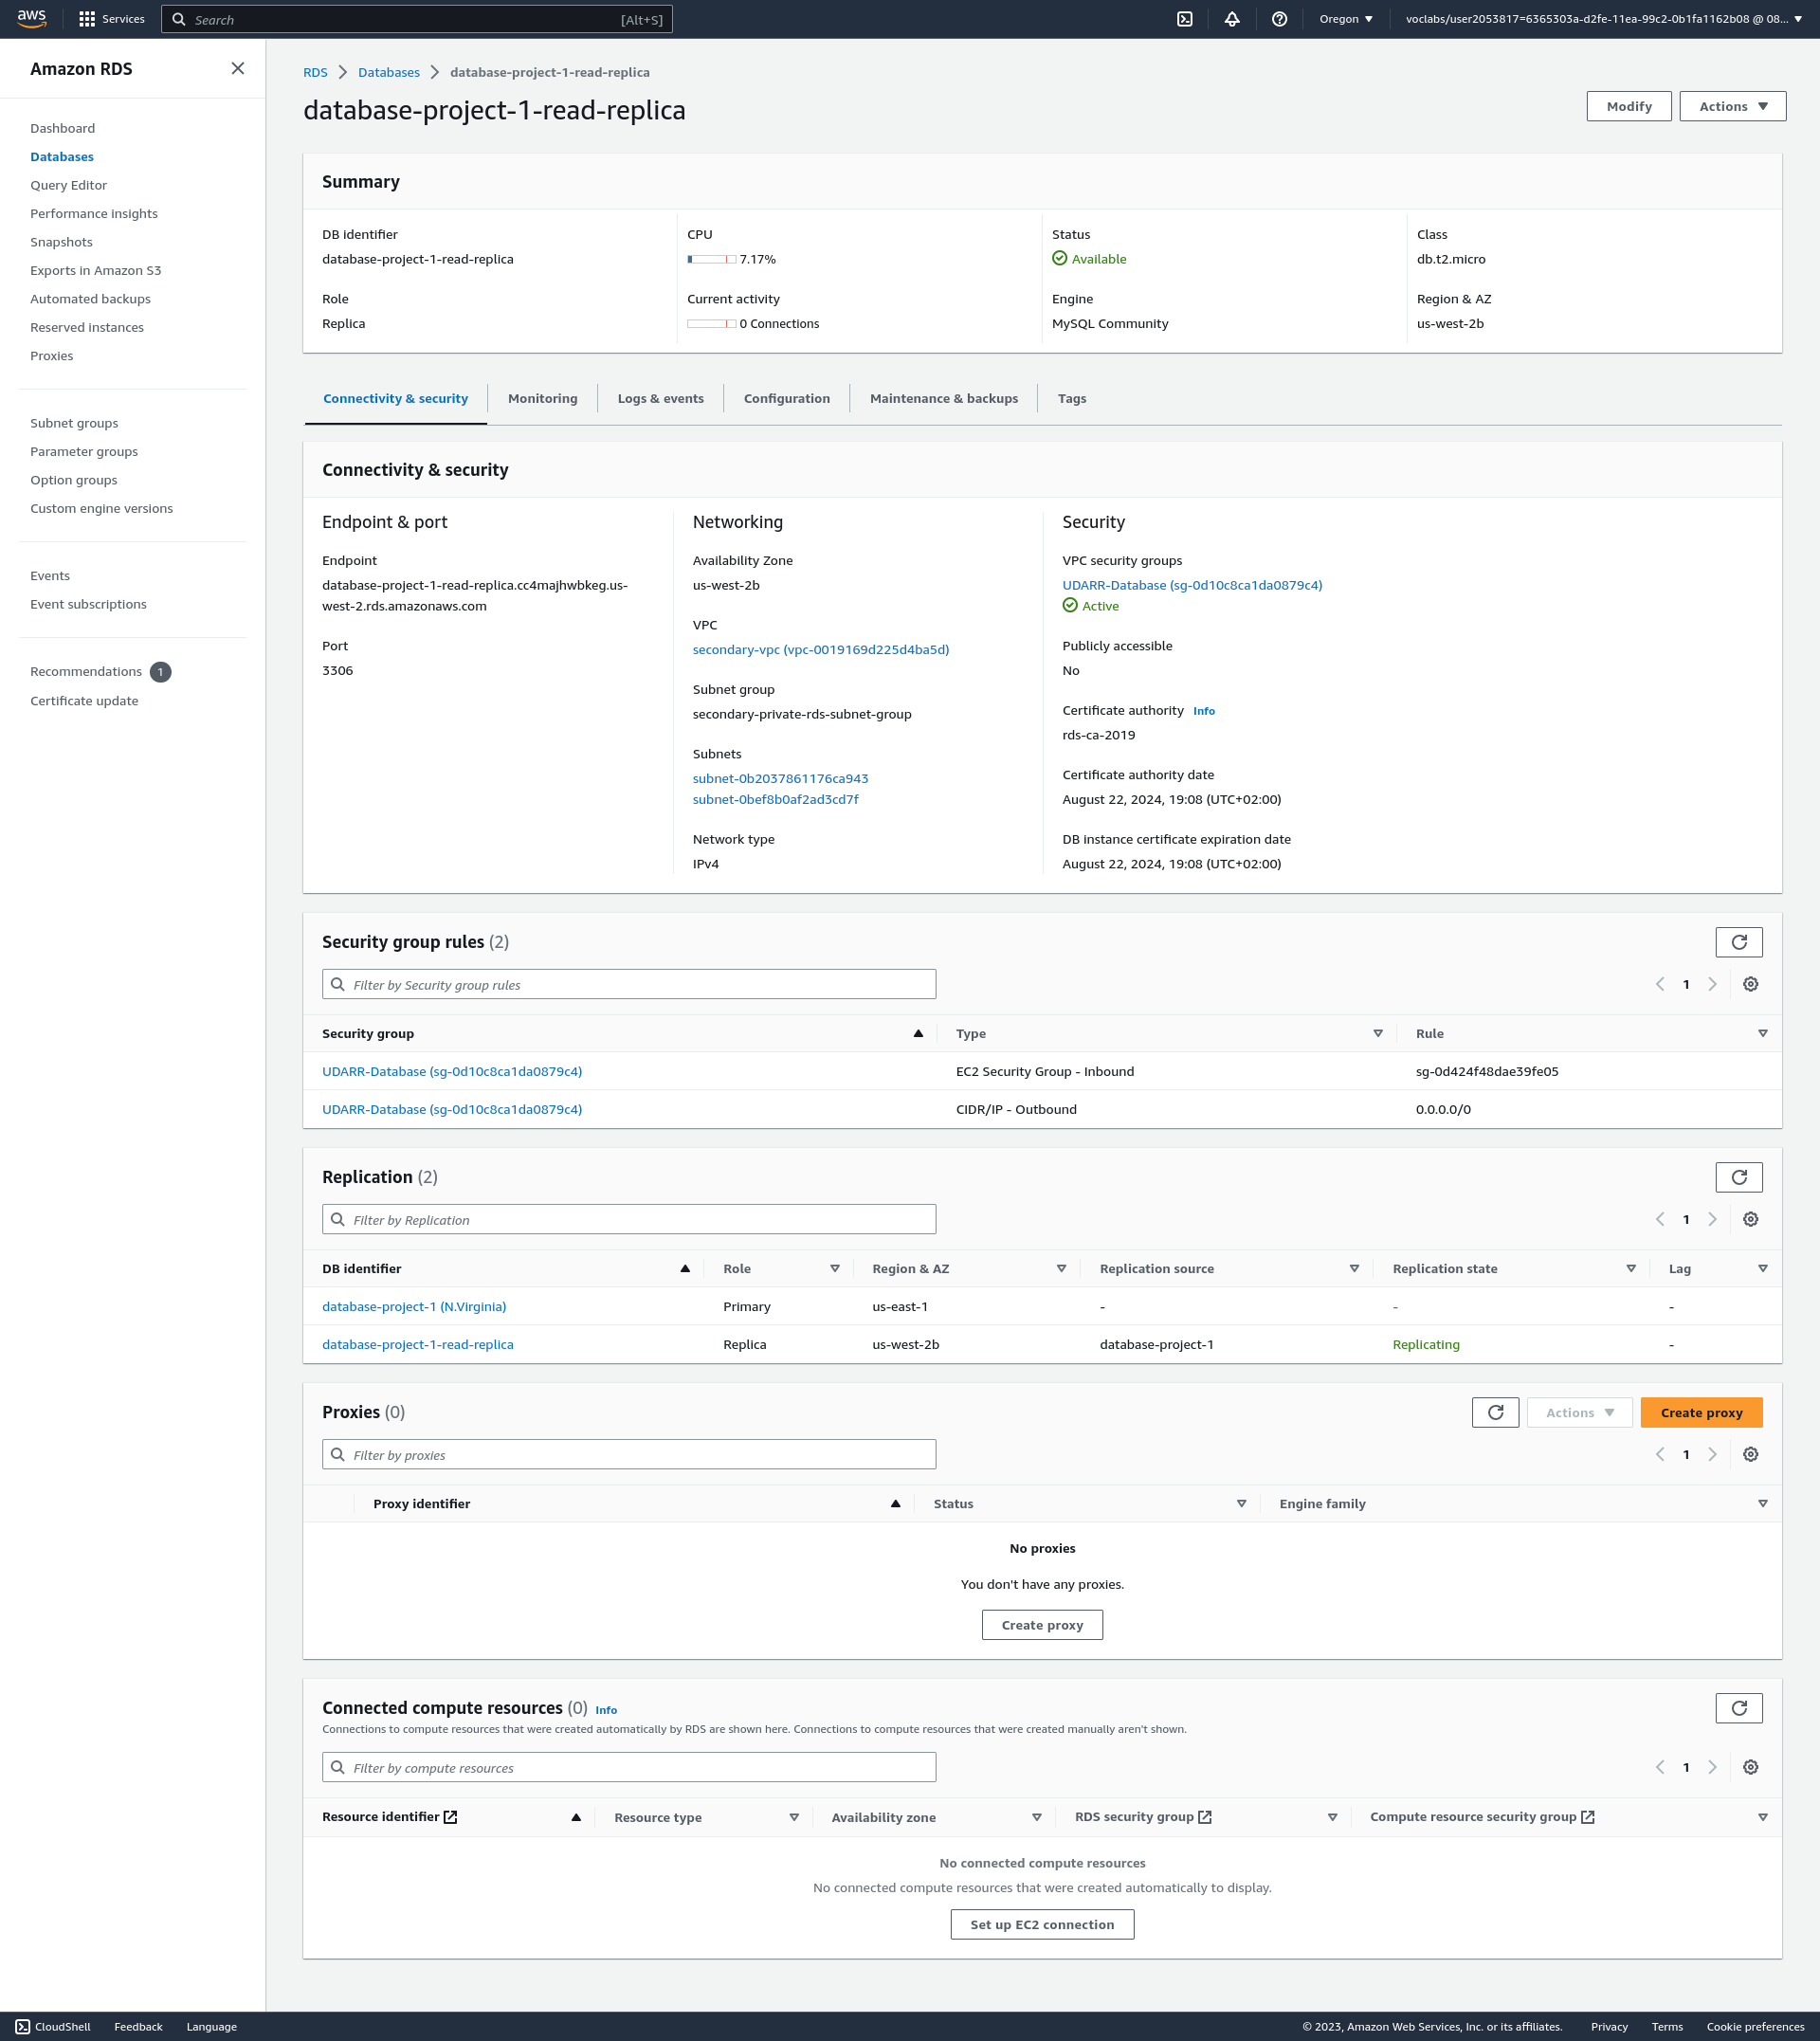 aws
Services
Search
[Alt+S]
Oregon
voclabs/user2053817=6365303a-d2fe-11ea-99c2-0b1fa1162b08 @ 08...
Amazon RDS
Dashboard
Databases
Query Editor
Performance insights
Snapshots
Exports in Amazon S3
Automated backups
Reserved instances
Proxies
Subnet groups
Parameter groups
Option groups
Custom engine versions
Events
Event subscriptions
Recommendations 1
Certificate update
RDS > Databases > database-project-1-read-replica
database-project-1-read-replica
Modify
Actions
Summary
DB identifier
database-project-1-read-replica
Role
Replica
CPU
7.17%
Current activity
0 Connections
Status
Available
Engine
MySQL Community
Class
db.t2.micro
Region & AZ
us-west-2b
Connectivity & security
Monitoring
Logs & events
Configuration
Maintenance & backups
Tags
Connectivity & security
Endpoint & port
Endpoint
database-project-1-read-replica.cc4majhwbkeg.us-
west-2.rds.amazonaws.com
Port
3306
Networking
Availability Zone
us-west-2b
VPC
secondary-vpc (vpc-0019169d225d4ba5d)
Subnet group
secondary-private-rds-subnet-group
Subnets
subnet-0b2037861176ca943
subnet-0bef8b0af2ad3cd7f
Network type
IPv4
Security
VPC security groups
UDARR-Database (sg-0d10c8ca1da0879c4)
Active
Publicly accessible
No
Certificate authority Info
rds-ca-2019
Certificate authority date
August 22, 2024, 19:08 (UTC+02:00)
DB instance certificate expiration date
August 22, 2024, 19:08 (UTC+02:00)
Security group rules (2)
Filter by Security group rules
1
Security group Type Rule
UDARR-Database (sg-0d10c8ca1da0879c4) EC2 Security Group - Inbound sg-0d424f48dae39fe05
UDARR-Database (sg-0d10c8ca1da0879c4) CIDR/IP - Outbound 0.0.0.0/0
Replication (2)
Filter by Replication
1
DB identifier Role Region & AZ Replication source Replication state Lag
database-project-1 (N.Virginia) Primary us-east-1 - - -
database-project-1-read-replica Replica us-west-2b database-project-1 Replicating -
Proxies (0)
Actions
Create proxy
Filter by proxies
1
Proxy identifier Status Engine family
No proxies
You don't have any proxies.
Create proxy
Connected compute resources (0) Info
Connections to compute resources that were created automatically by RDS are shown here. Connections to compute resources that were created manually aren't shown.
Filter by compute resources
1
Resource identifier Resource type Availability zone RDS security group Compute resource security group
No connected compute resources
No connected compute resources that were created automatically to display.
Set up EC2 connection
CloudShell Feedback Language
© 2023, Amazon Web Services, Inc. or its affiliates. Privacy Terms Cookie preferences